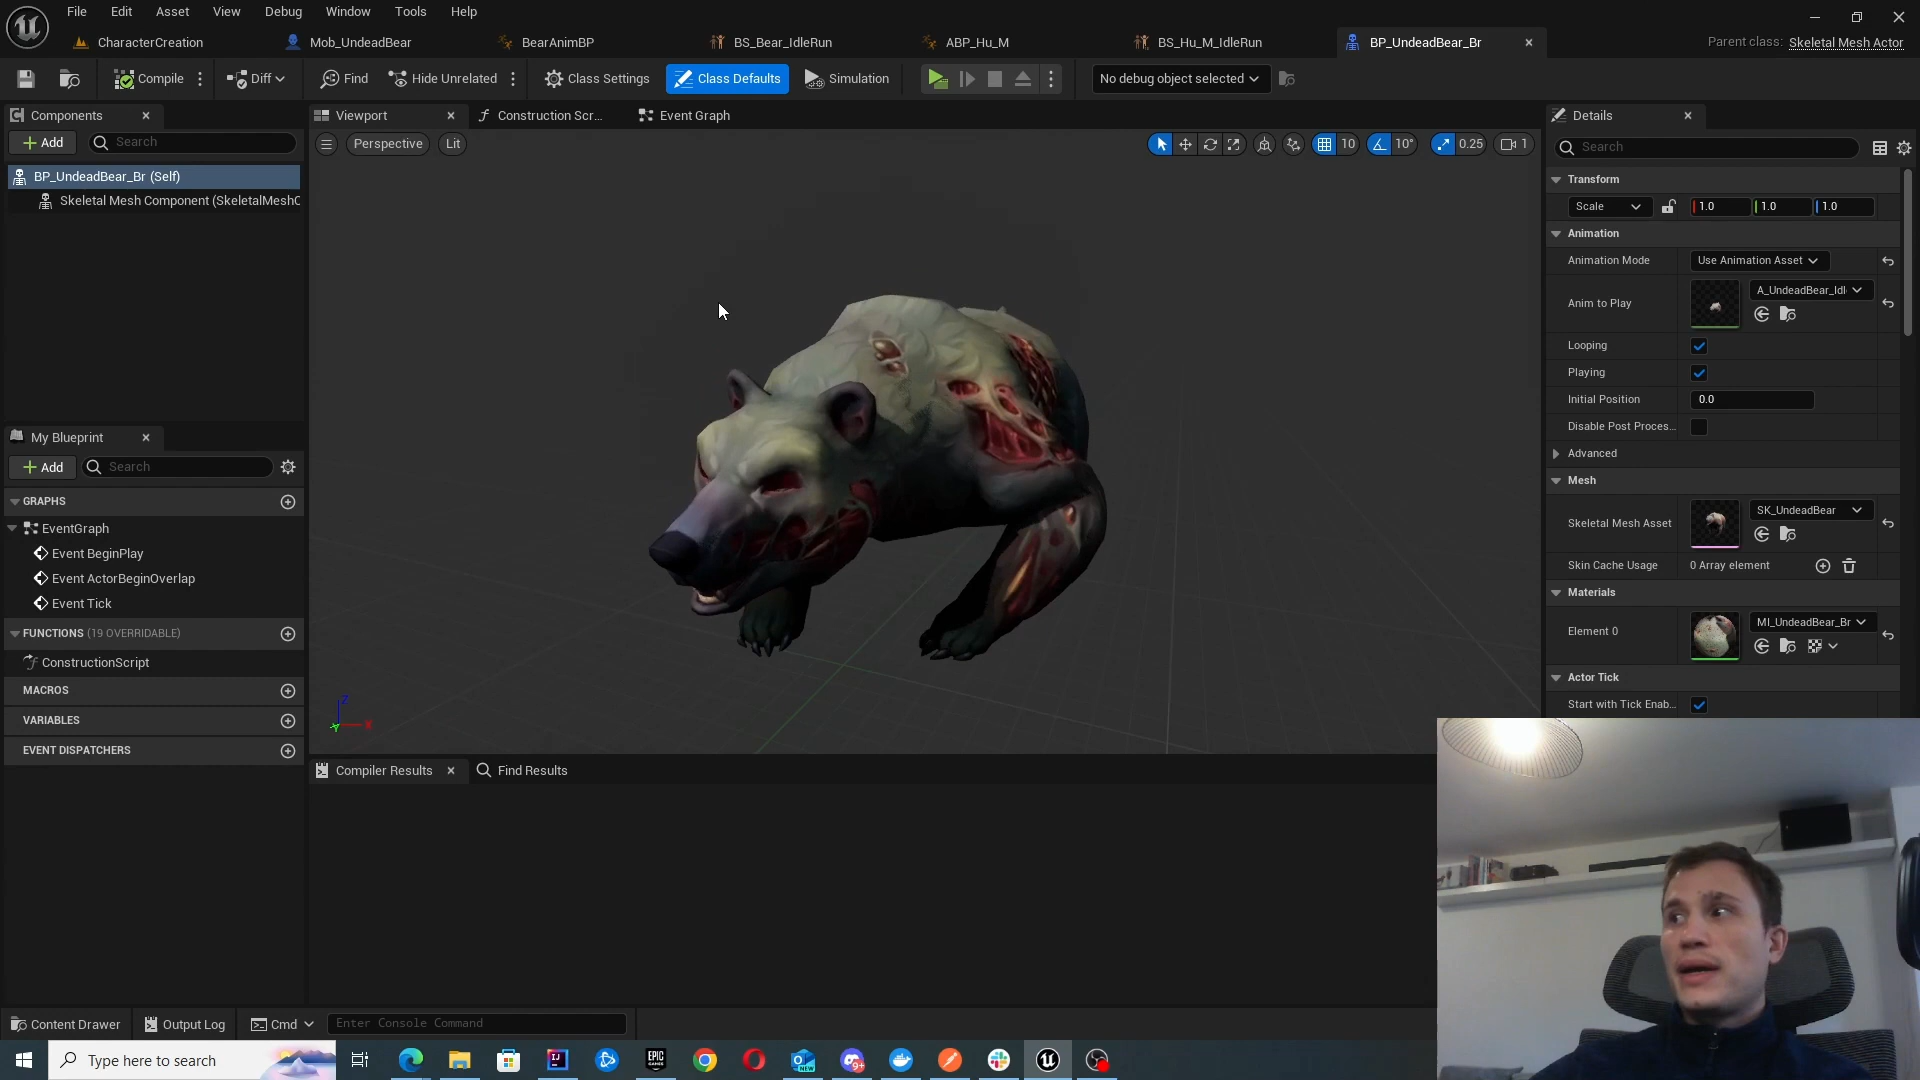 File Edit Asset View Debug Window Tools Help
CharacterCreation Mob_UndeadBear BearAnimBP BS_Bear_IdleRun ABP_Hu_M BS_Hu_M_IdleRun BP_UndeadBear_Br Parent class: Skeletal Mesh Actor
Compile Diff Find Hide Unrelated Class Settings Class Defaults Simulation No debug object selected
Components
Add Search
BP_UndeadBear_Br (Self)
Skeletal Mesh Component (SkeletalMeshC
My Blueprint
Add Search
GRAPHS
EventGraph
Event BeginPlay
Event ActorBeginOverlap
Event Tick
FUNCTIONS (19 OVERRIDABLE)
ConstructionScript
MACROS
VARIABLES
EVENT DISPATCHERS
Viewport Construction Scr... Event Graph
Perspective Lit 10 10° 0.25 1
Z
X
Y
Compiler Results Find Results
Details
Search
Transform
Scale 1.0 1.0 1.0
Animation
Animation Mode Use Animation Asset
Anim to Play A_UndeadBear_Idl
Looping
Playing
Initial Position 0.0
Disable Post Proces...
Advanced
Mesh
Skeletal Mesh Asset SK_UndeadBear
Skin Cache Usage 0 Array element
Materials
Element 0 MI_UndeadBear_Br
Actor Tick
Start with Tick Enab...
Content Drawer Output Log Cmd Enter Console Command
Type here to search EPIC GAMES NEW 9+